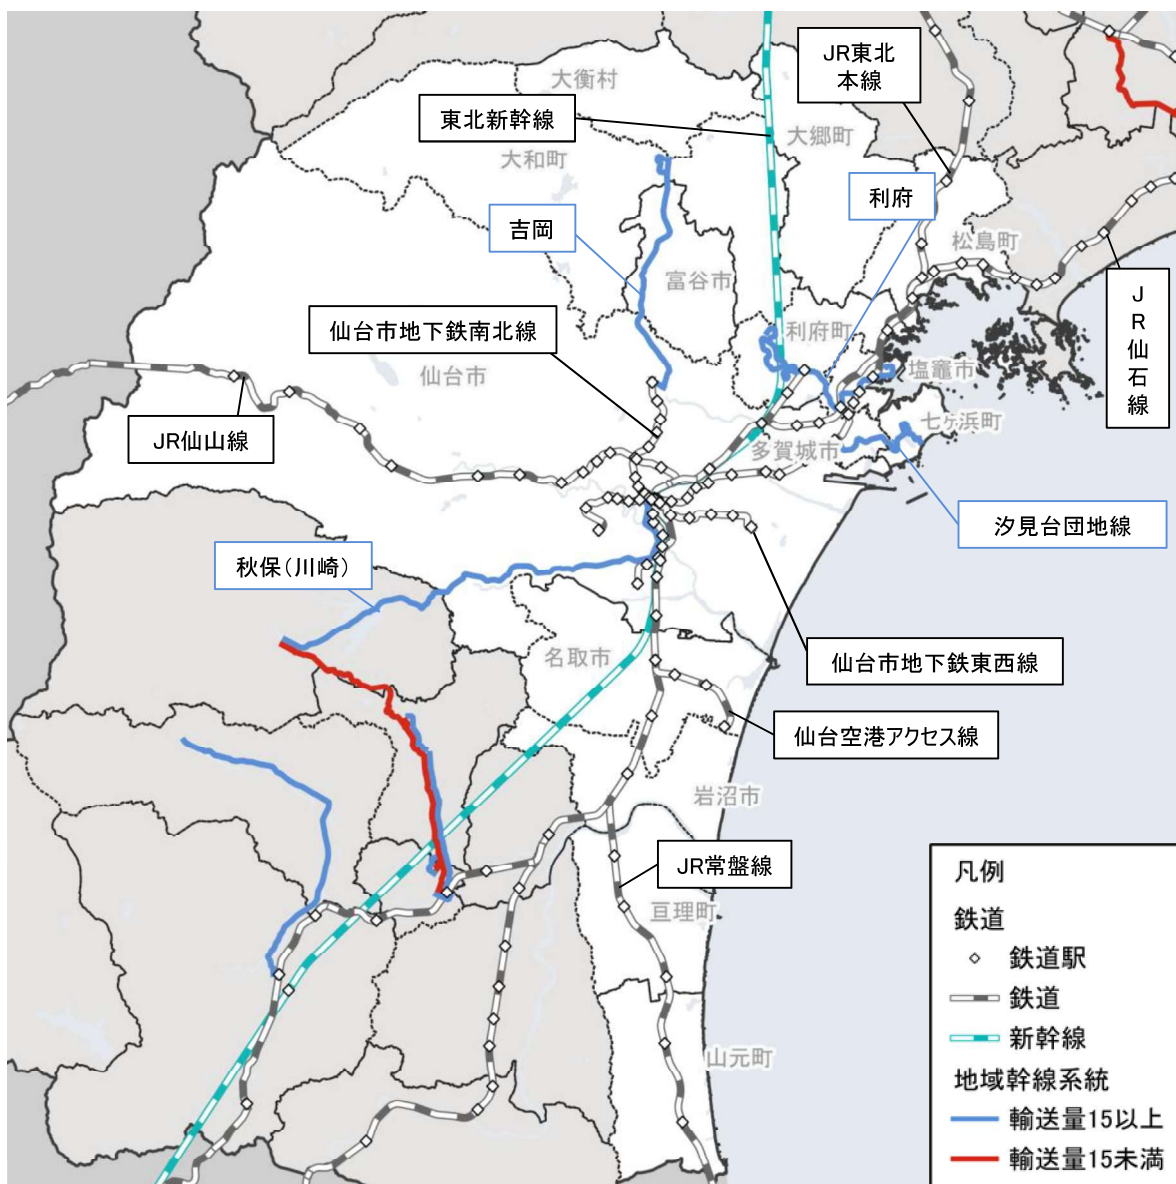 JR東北
本線
大衡村
東北新幹線
大郷町
大和町
利府
吉岡
松島町
富谷市
JR仙石線
仙台市地下鉄南北線
利府町
仙台市
塩竈市
七ヶ浜町
JR仙山線
多賀城市
汐見台団地線
秋保（川崎）
名取市
仙台市地下鉄東西線
仙台空港アクセス線
岩沼市
JR常盤線
亘理町
山元町
凡例
鉄道
鉄道駅
鉄道
新幹線
地域幹線系統
輸送量15以上
輸送量15未満